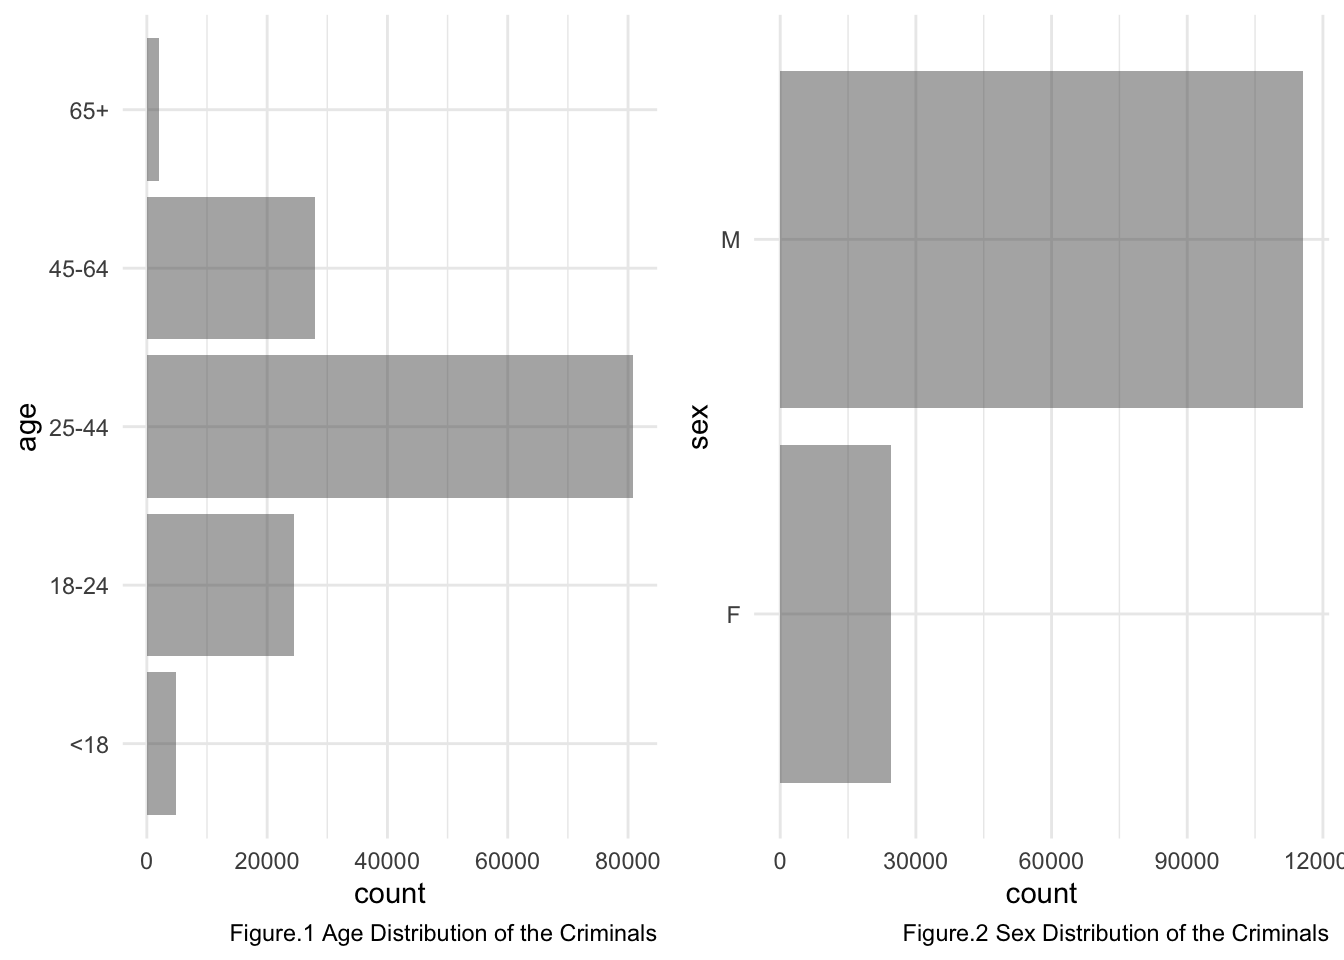 65+
45-64
25-44
18-24
<18
age
0 20000 40000 60000 80000
count
Figure.1 Age Distribution of the Criminals
M
F
sex
0 30000 60000 90000 12000
count
Figure.2 Sex Distribution of the Criminals